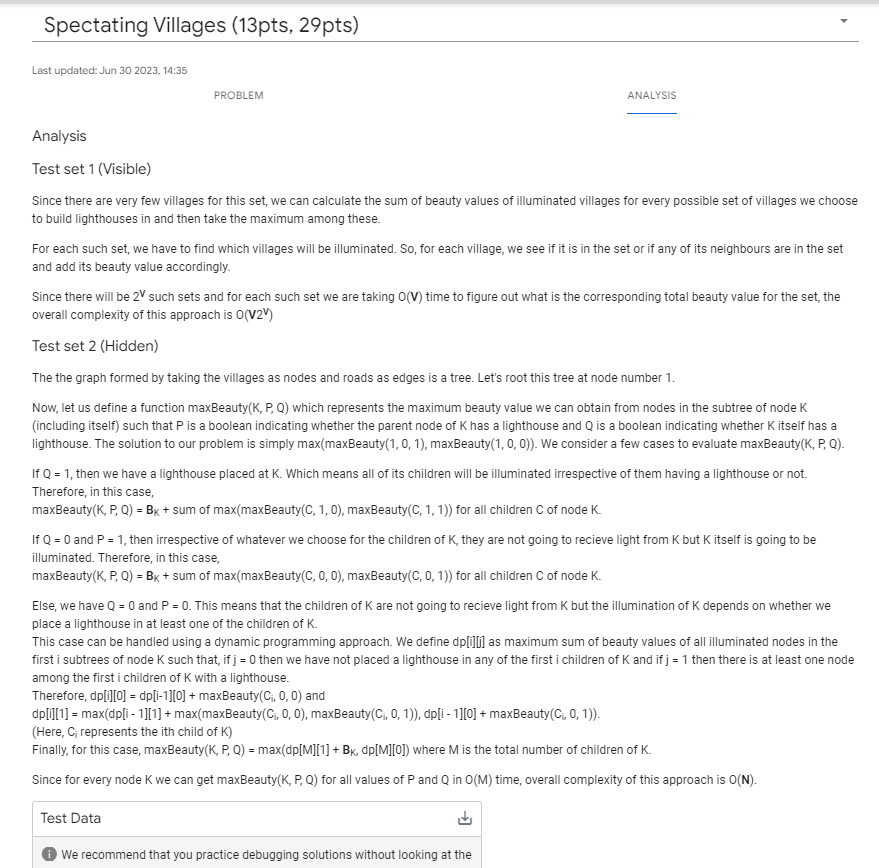 Spectating Villages (13pts, 29pts)
Last updated: Jun 30 2023, 14:35
PROBLEM
ANALYSIS
Analysis
Test set 1 (Visible)
Since there are very few villages for this set, we can calculate the sum of beauty values of illuminated villages for every possible set of villages we choose
to build lighthouses in and then take the maximum among these.
For each such set, we have to find which villages will be illuminated. So, for each village, we see if it is in the set or if any of its neighbours are in the set
and add its beauty value accordingly.
Since there will be 2^V such sets and for each such set we are taking O(V) time to figure out what is the corresponding total beauty value for the set, the
overall complexity of this approach is O(V2^V)
Test set 2 (Hidden)
The the graph formed by taking the villages as nodes and roads as edges is a tree. Let's root this tree at node number 1.
Now, let us define a function maxBeauty(K, P, Q) which represents the maximum beauty value we can obtain from nodes in the subtree of node K
(including itself) such that P is a boolean indicating whether the parent node of K has a lighthouse and Q is a boolean indicating whether K itself has a
lighthouse. The solution to our problem is simply max(maxBeauty(1, 0, 1), maxBeauty(1, 0, 0)). We consider a few cases to evaluate maxBeauty(K, P, Q).
If Q = 1, then we have a lighthouse placed at K. Which means all of its children will be illuminated irrespective of them having a lighthouse or not.
Therefore, in this case,
maxBeauty(K, P, Q) = B_K + sum of max(maxBeauty(C, 1, 0), maxBeauty(C, 1, 1)) for all children C of node K.
If Q = 0 and P = 1, then irrespective of whatever we choose for the children of K, they are not going to recieve light from K but K itself is going to be
illuminated. Therefore, in this case,
maxBeauty(K, P, Q) = B_K + sum of max(maxBeauty(C, 0, 0), maxBeauty(C, 0, 1)) for all children C of node K.
Else, we have Q = 0 and P = 0. This means that the children of K are not going to recieve light from K but the illumination of K depends on whether we
place a lighthouse in at least one of the children of K.
This case can be handled using a dynamic programming approach. We define dp[i][j] as maximum sum of beauty values of all illuminated nodes in the
first i subtrees of node K such that, if j = 0 then we have not placed a lighthouse in any of the first i children of K and if j = 1 then there is at least one node
among the first i children of K with a lighthouse.
Therefore, dp[i][0] = dp[i-1][0] + maxBeauty(C_i, 0, 0) and
dp[i][1] = max(dp[i - 1][1] + max(maxBeauty(C_i, 0, 0), maxBeauty(C_i, 0, 1)), dp[i - 1][0] + maxBeauty(C_i, 0, 1)).
(Here, C_i represents the ith child of K)
Finally, for this case, maxBeauty(K, P, Q) = max(dp[M][1] + B_K, dp[M][0]) where M is the total number of children of K.
Since for every node K we can get maxBeauty(K, P, Q) for all values of P and Q in O(M) time, overall complexity of this approach is O(N).
Test Data
We recommend that you practice debugging solutions without looking at the